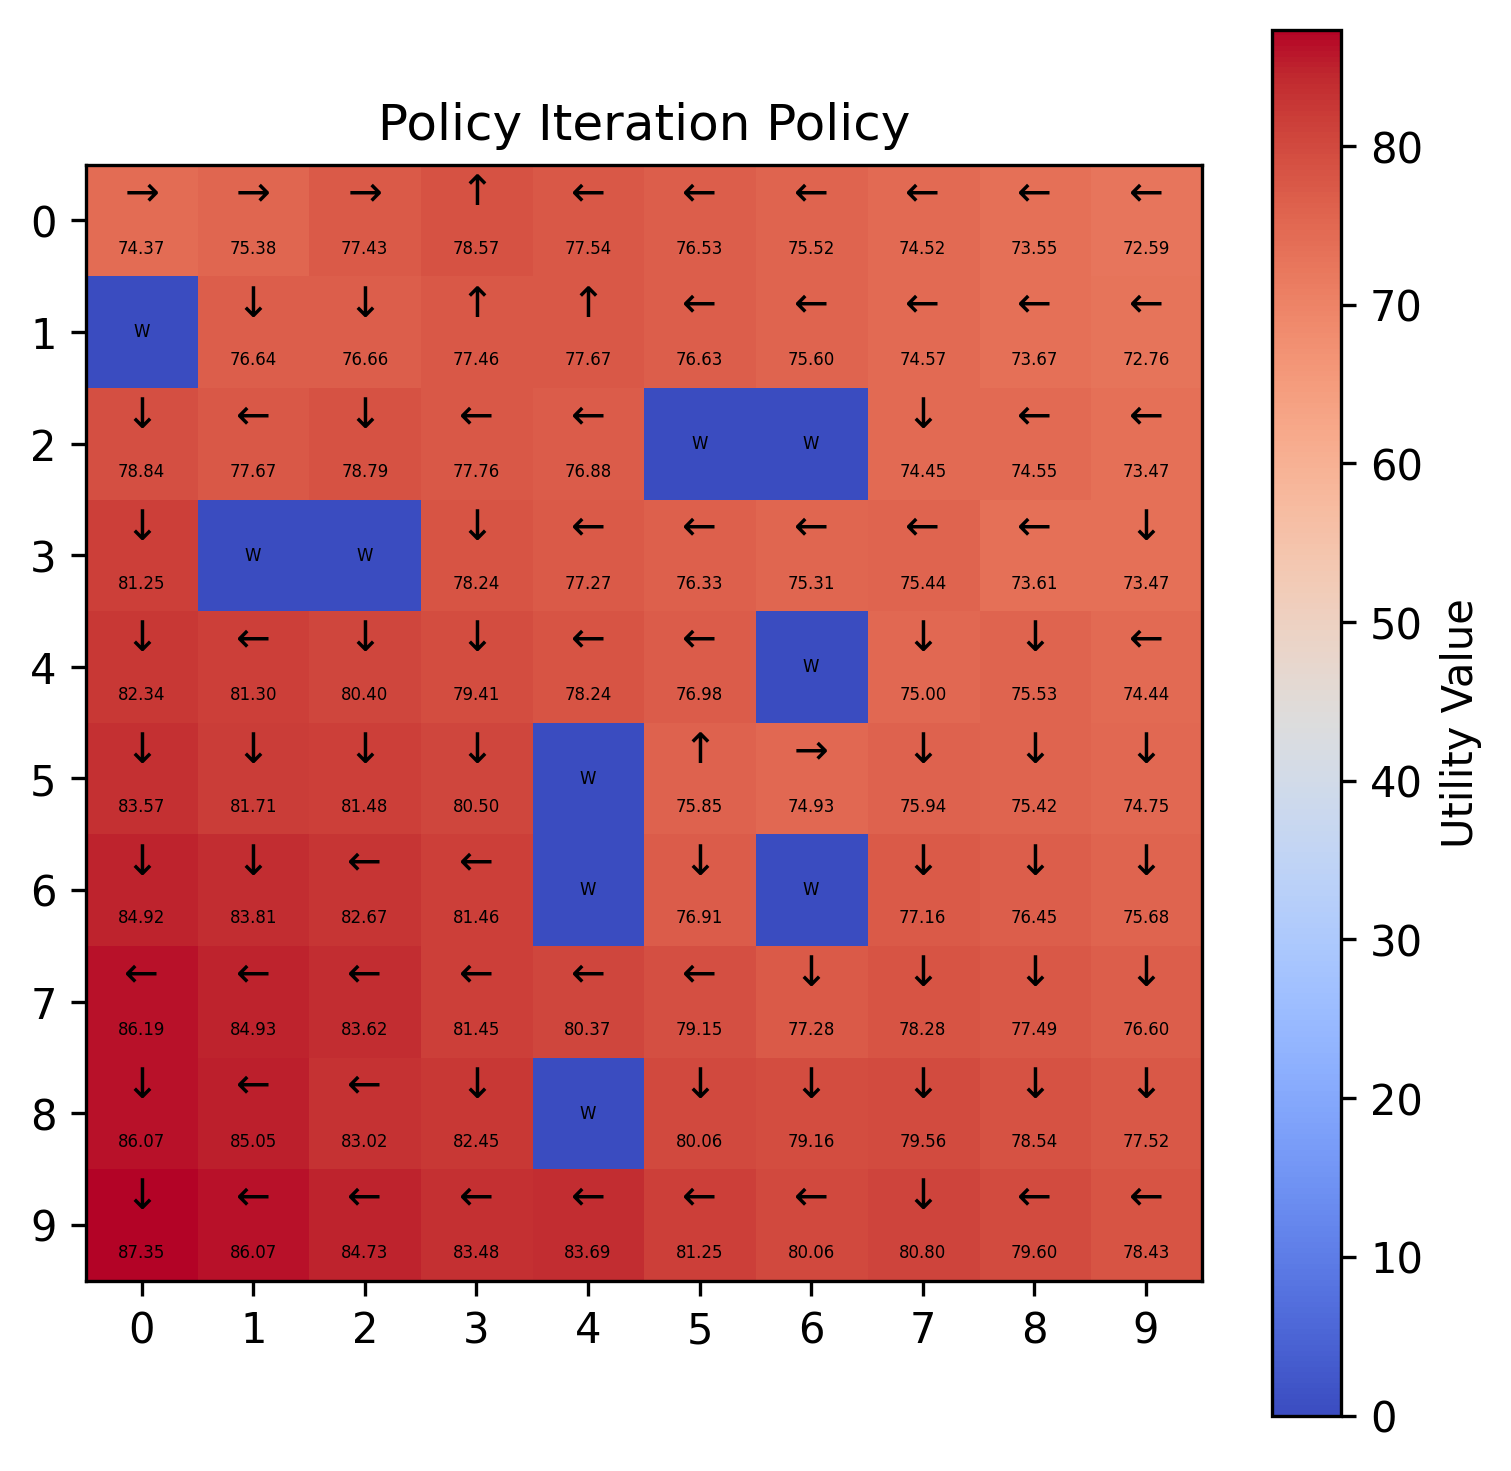 Policy Iteration Policy
0 → → → ↑ ← ← ← ← ← ←
74.37 75.38 77.43 78.57 77.54 76.53 75.52 74.52 73.55 72.59
1 W ↓ ↓ ↑ ↑ ← ← ← ← ←
76.64 76.66 77.46 77.67 76.63 75.60 74.57 73.67 72.76
2 ↓ ← ↓ ← ← W W ↓ ← ←
78.84 77.67 78.79 77.76 76.88 74.45 74.55 73.47
3 ↓ W W ↓ ← ← ← ← ← ↓
81.25 78.24 77.27 76.33 75.31 75.44 73.61 73.47
4 ↓ ← ↓ ↓ ← ← W ↓ ↓ ←
82.34 81.30 80.40 79.41 78.24 76.98 75.00 75.53 74.44
5 ↓ ↓ ↓ ↓ W ↑ → ↓ ↓ ↓
83.57 81.71 81.48 80.50 75.85 74.93 75.94 75.42 74.75
6 ↓ ↓ ← ← W ↓ W ↓ ↓ ↓
84.92 83.81 82.67 81.46 76.91 77.16 76.45 75.68
7 ← ← ← ← ← ← ↓ ↓ ↓ ↓
86.19 84.93 83.62 81.45 80.37 79.15 77.28 78.28 77.49 76.60
8 ↓ ← ← ↓ W ↓ ↓ ↓ ↓ ↓
86.07 85.05 83.02 82.45 80.06 79.16 79.56 78.54 77.52
9 ↓ ← ← ← ← ← ← ↓ ← ←
87.35 86.07 84.73 83.48 83.69 81.25 80.06 80.80 79.60 78.43
0 1 2 3 4 5 6 7 8 9
80
70
60
50
40
30
20
10
0
Utility Value